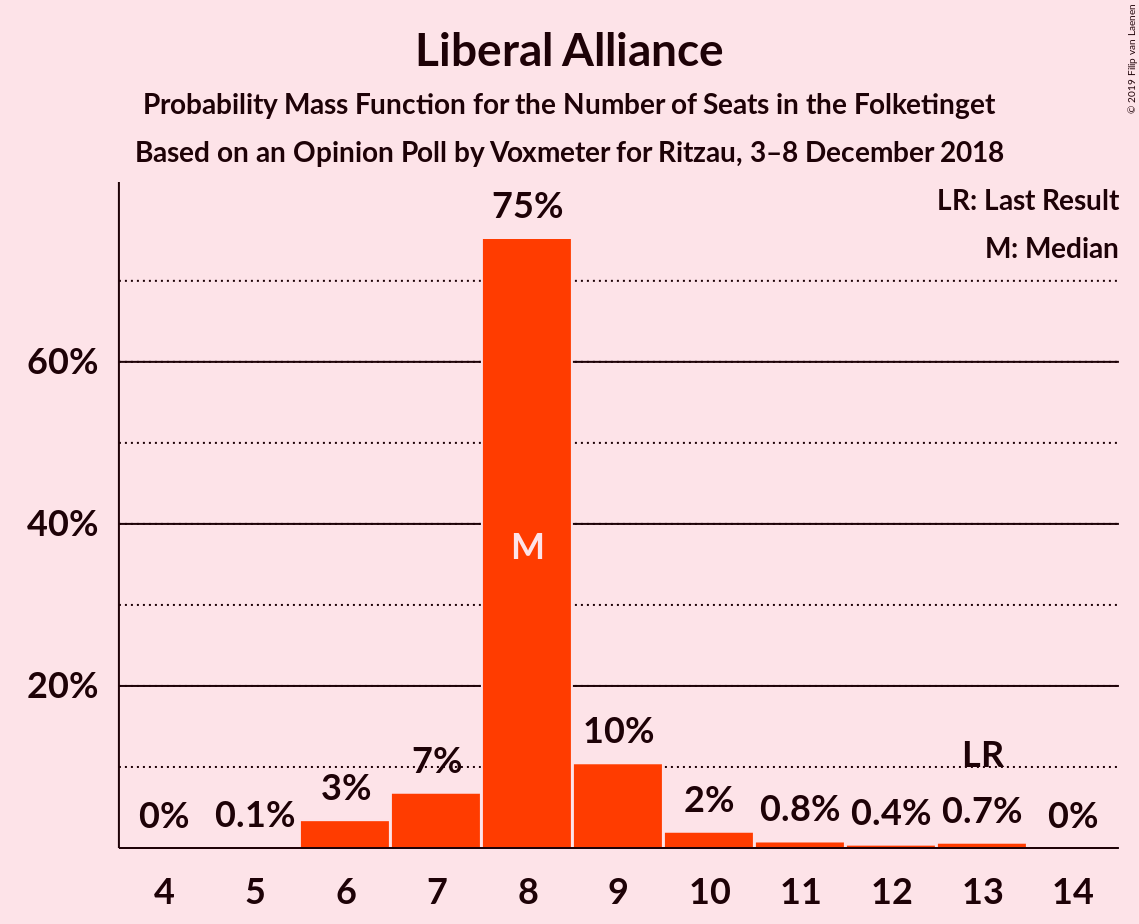 Liberal Alliance
Probability Mass Function for the Number of Seats in the Folketinget
Based on an Opinion Poll by Voxmeter for Ritzau, 3–8 December 2018
© 2019 Filip van Laenen
LR: Last Result
M: Median
75%
60%
40%
20%
M
0%
0.1%
3%
7%
10%
2%
0.8%
0.4%
LR
0.7%
0%
4 5 6 7 8 9 10 11 12 13 14